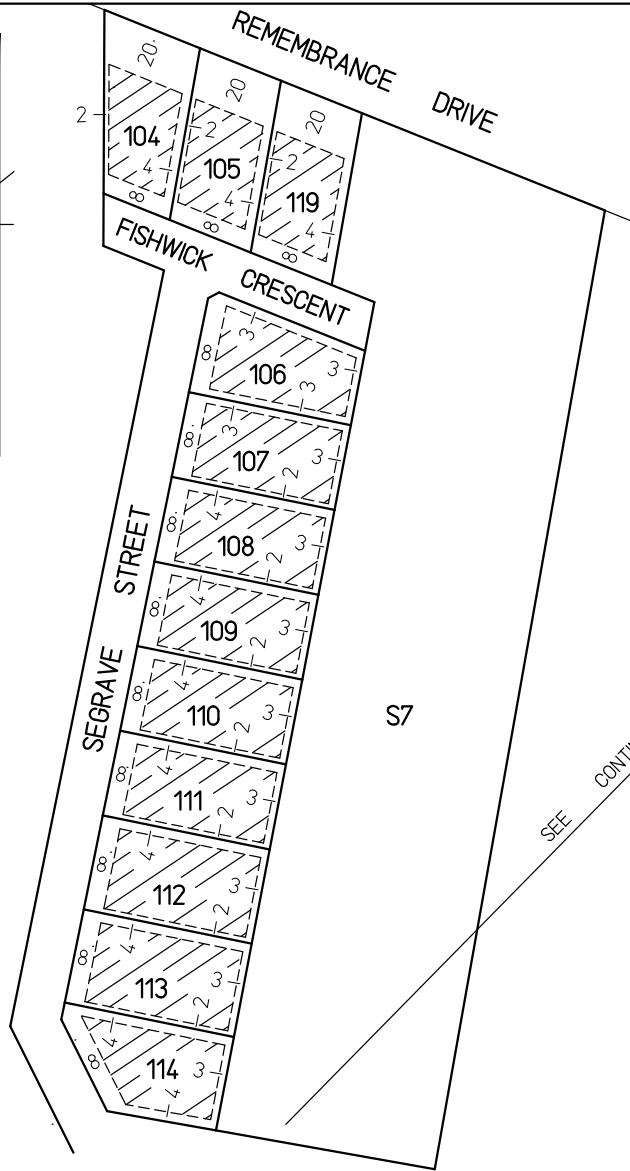 REMEMBRANCE DRIVE
20 20 20
2 104 2 105 2 119
4 4 4
8 8 8
FISHWICK CRESCENT
3
8 106 3
3
3
8 107 3
2
4
8 108 3
2
STREET
4
8 109 3
2
SEGRAVE
4
8 110 3
2
S7
4
8 111 3
2
SEE CONTI
4
8 112 3
2
4
8 113 3
2
4
8 114 3
4